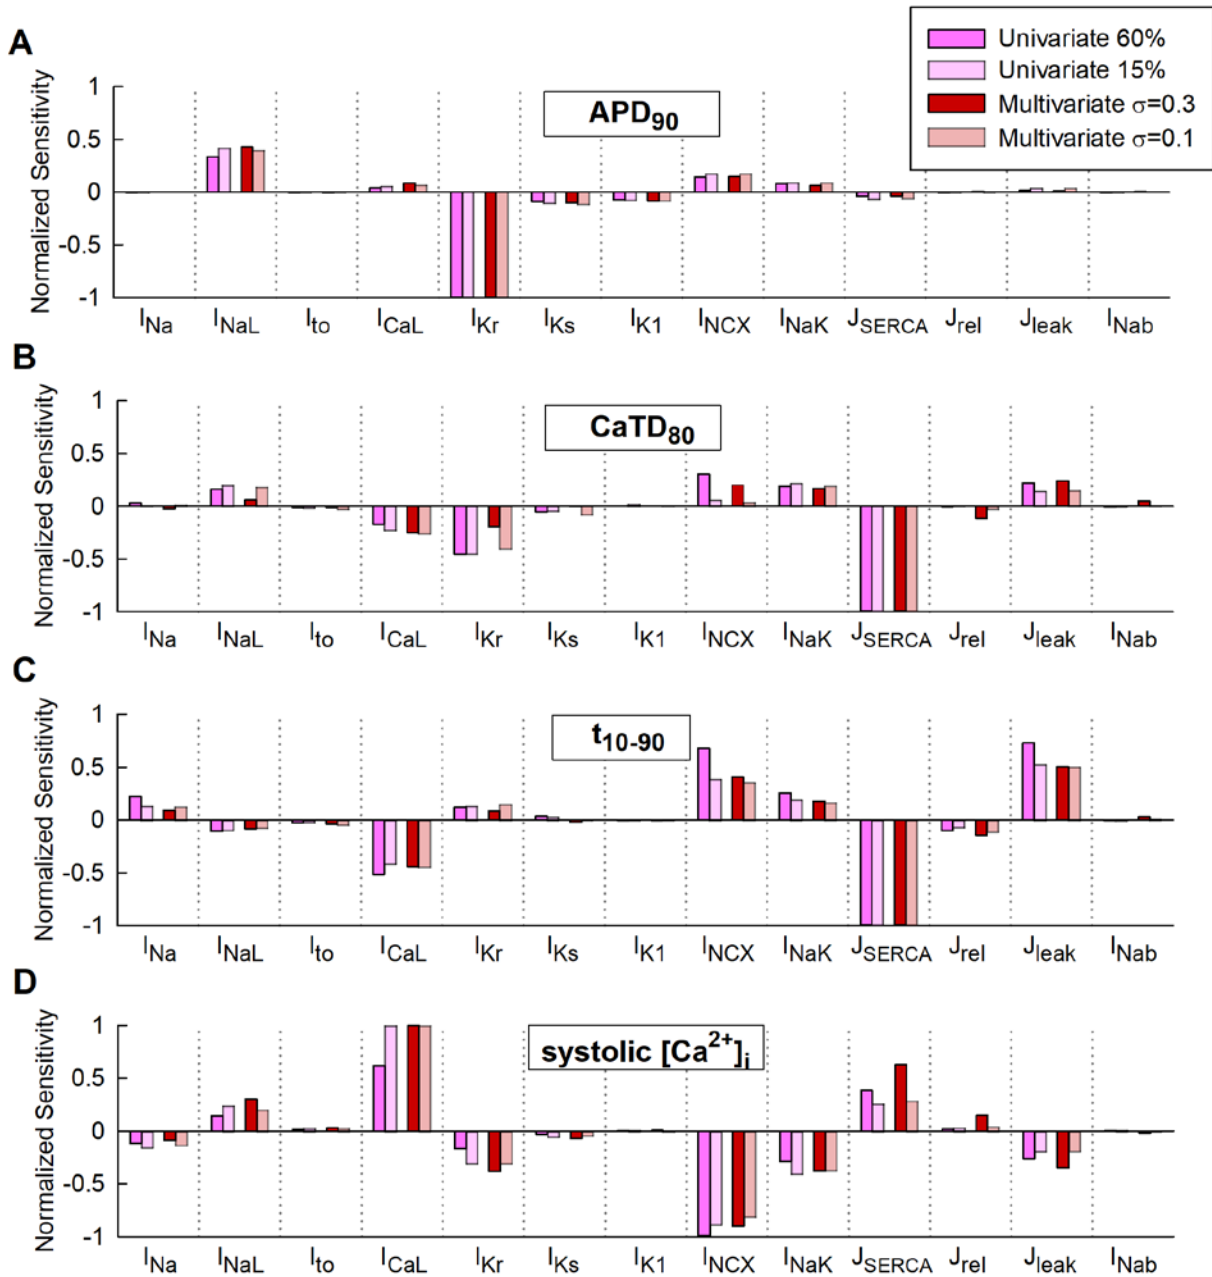 Univariate 60%
Univariate 15%
Multivariate σ=0.3
Multivariate σ=0.1
A
APD90
Normalized Sensitivity
1
0.5
0
-0.5
-1
INa INaL Ito ICaL IKr IKs IK1 INCX INaK JSERCA Jrel Jleak INab
B
CaTD80
Normalized Sensitivity
1
0.5
0
-0.5
-1
INa INaL Ito ICaL IKr IKs IK1 INCX INaK JSERCA Jrel Jleak INab
C
t10-90
Normalized Sensitivity
1
0.5
0
-0.5
-1
INa INaL Ito ICaL IKr IKs IK1 INCX INaK JSERCA Jrel Jleak INab
D
systolic [Ca2+]i
Normalized Sensitivity
1
0.5
0
-0.5
-1
INa INaL Ito ICaL IKr IKs IK1 INCX INaK JSERCA Jrel Jleak INab